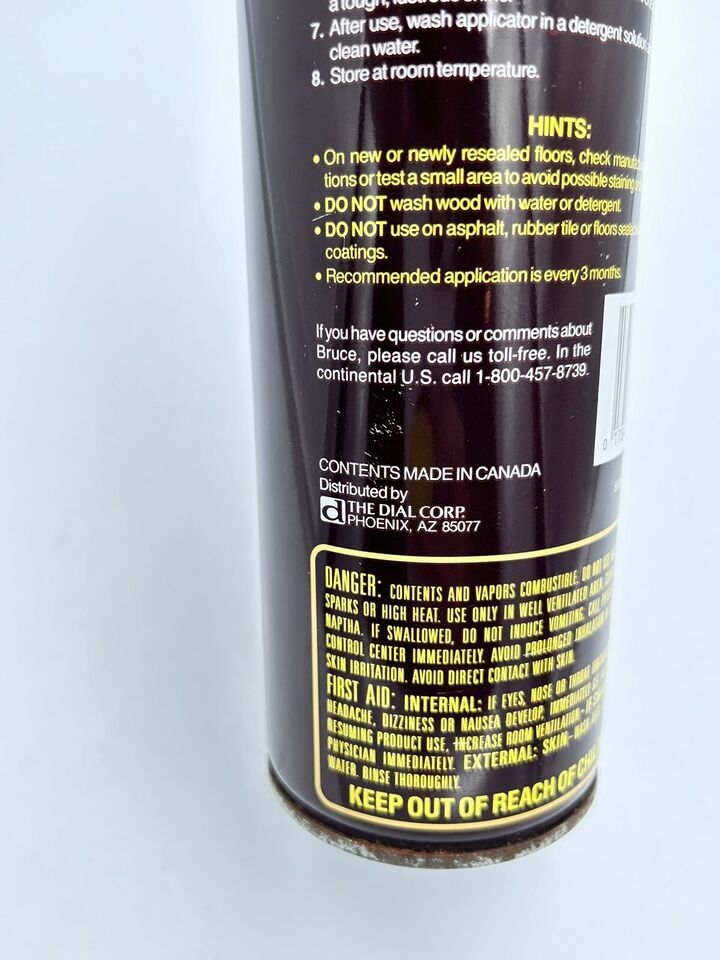 a tough,
7. After use, wash applicator in a detergent
clean water.
8. Store at room temperature.
HINTS:
• On new or newly resealed floors, check
tions or test a small area to avoid possible staining
• DO NOT wash wood with water or detergent.
• DO NOT use on asphalt, rubber tile or floors
coatings.
• Recommended application is every 3 months.
If you have questions or comments about
Bruce, please call us toll-free. In the
continental U.S. call 1-800-457-8739.
CONTENTS MADE IN CANADA
Distributed by
d THE DIAL CORP.
PHOENIX, AZ 85077
DANGER: CONTENTS AND VAPORS COMBUSTIBLE. DO NOT
SPARKS OR HIGH HEAT. USE ONLY IN WELL VENTILATED AREA.
NAPTHA. IF SWALLOWED, DO NOT INDUCE VOMITING. CALL
CONTROL CENTER IMMEDIATELY. AVOID PROLONGED INHALATION
SKIN IRRITATION. AVOID DIRECT CONTACT WITH SKIN.
FIRST AID: INTERNAL: IF EYES, NOSE OR THROAT
HEADACHE, DIZZINESS OR NAUSEA DEVELOP, IMMEDIATELY
RESUMING PRODUCT USE, INCREASE ROOM VENTILATION.
PHYSICIAN IMMEDIATELY. EXTERNAL: SKIN-
WATER. RINSE THOROUGHLY.
KEEP OUT OF REACH OF